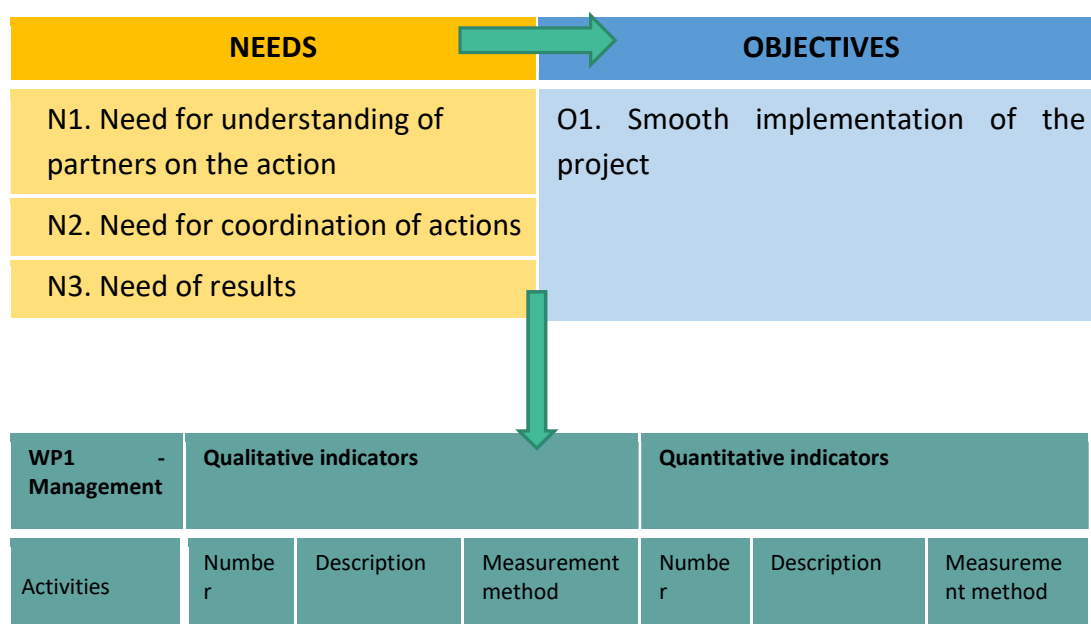 NEEDS
OBJECTIVES
N1. Need for understanding of
partners on the action
O1. Smooth implementation of the
project
N2. Need for coordination of actions
N3. Need of results
WP1 -
Management
Qualitative indicators
Quantitative indicators
Activities
Numbe
r
Description
Measurement
method
Numbe
r
Description
Measureme
nt method